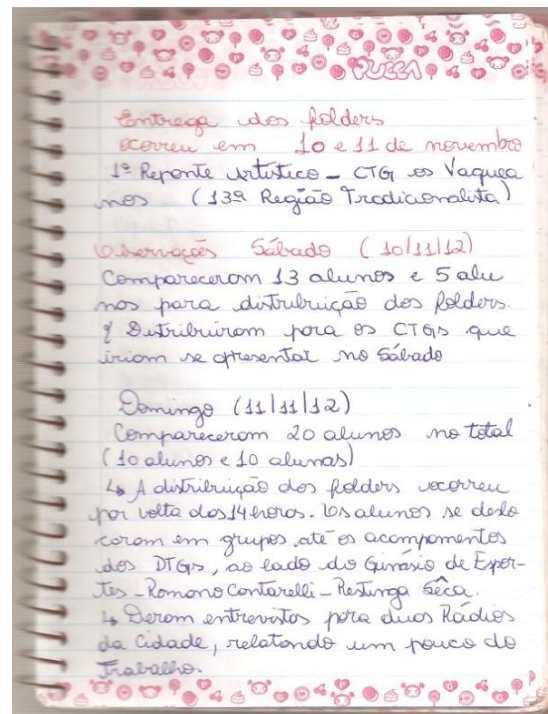 PUCCA
Entrega dos folders
ocorreu em 10 e 11 de novembro
1º Reponte Artístico - CTG os Vaquea
nos (13ª Região Tradicionalista)
Observações Sábado (10/11/12)
Compareceram 13 alunos e 5 alu
nos para distribuição dos folders.
Distribuiram para os CTGs que
iriam se apresentar no Sábado
Domingo (11/11/12)
Compareceram 20 alunos no total
(10 alunos e 10 alunas)
↳ A distribuição dos folders ocorreu
por volta das 14 horas. Os alunos se deslo
caram em grupos até os acampamentos
dos DTGs, ao lado do Ginásio de Espor-
tes - Romano Contarelli - Restinga Sêca.
↳ Deram entrevistas para duas Rádios
da Cidade, relatando um pouco do
Trabalho.